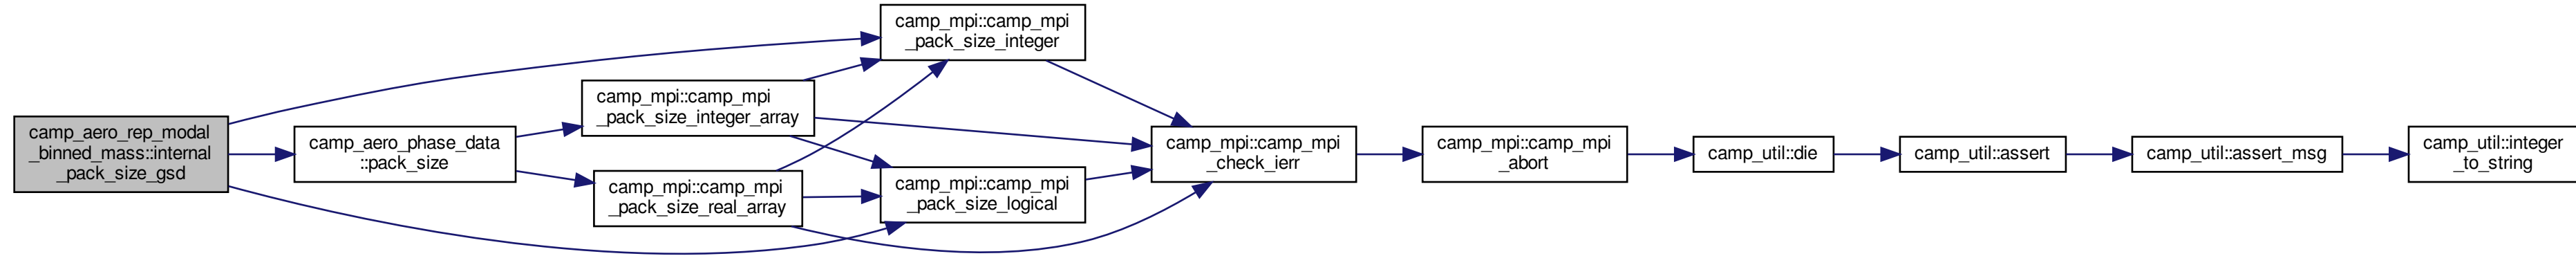 camp_aero_rep_modal
_binned_mass::internal
_pack_size_gsd
camp_aero_phase_data
::pack_size
camp_mpi::camp_mpi
_pack_size_integer_array
camp_mpi::camp_mpi
_pack_size_real_array
camp_mpi::camp_mpi
_pack_size_integer
camp_mpi::camp_mpi
_pack_size_logical
camp_mpi::camp_mpi
_check_ierr
camp_mpi::camp_mpi
_abort
camp_util::die
camp_util::assert
camp_util::assert_msg
camp_util::integer
_to_string